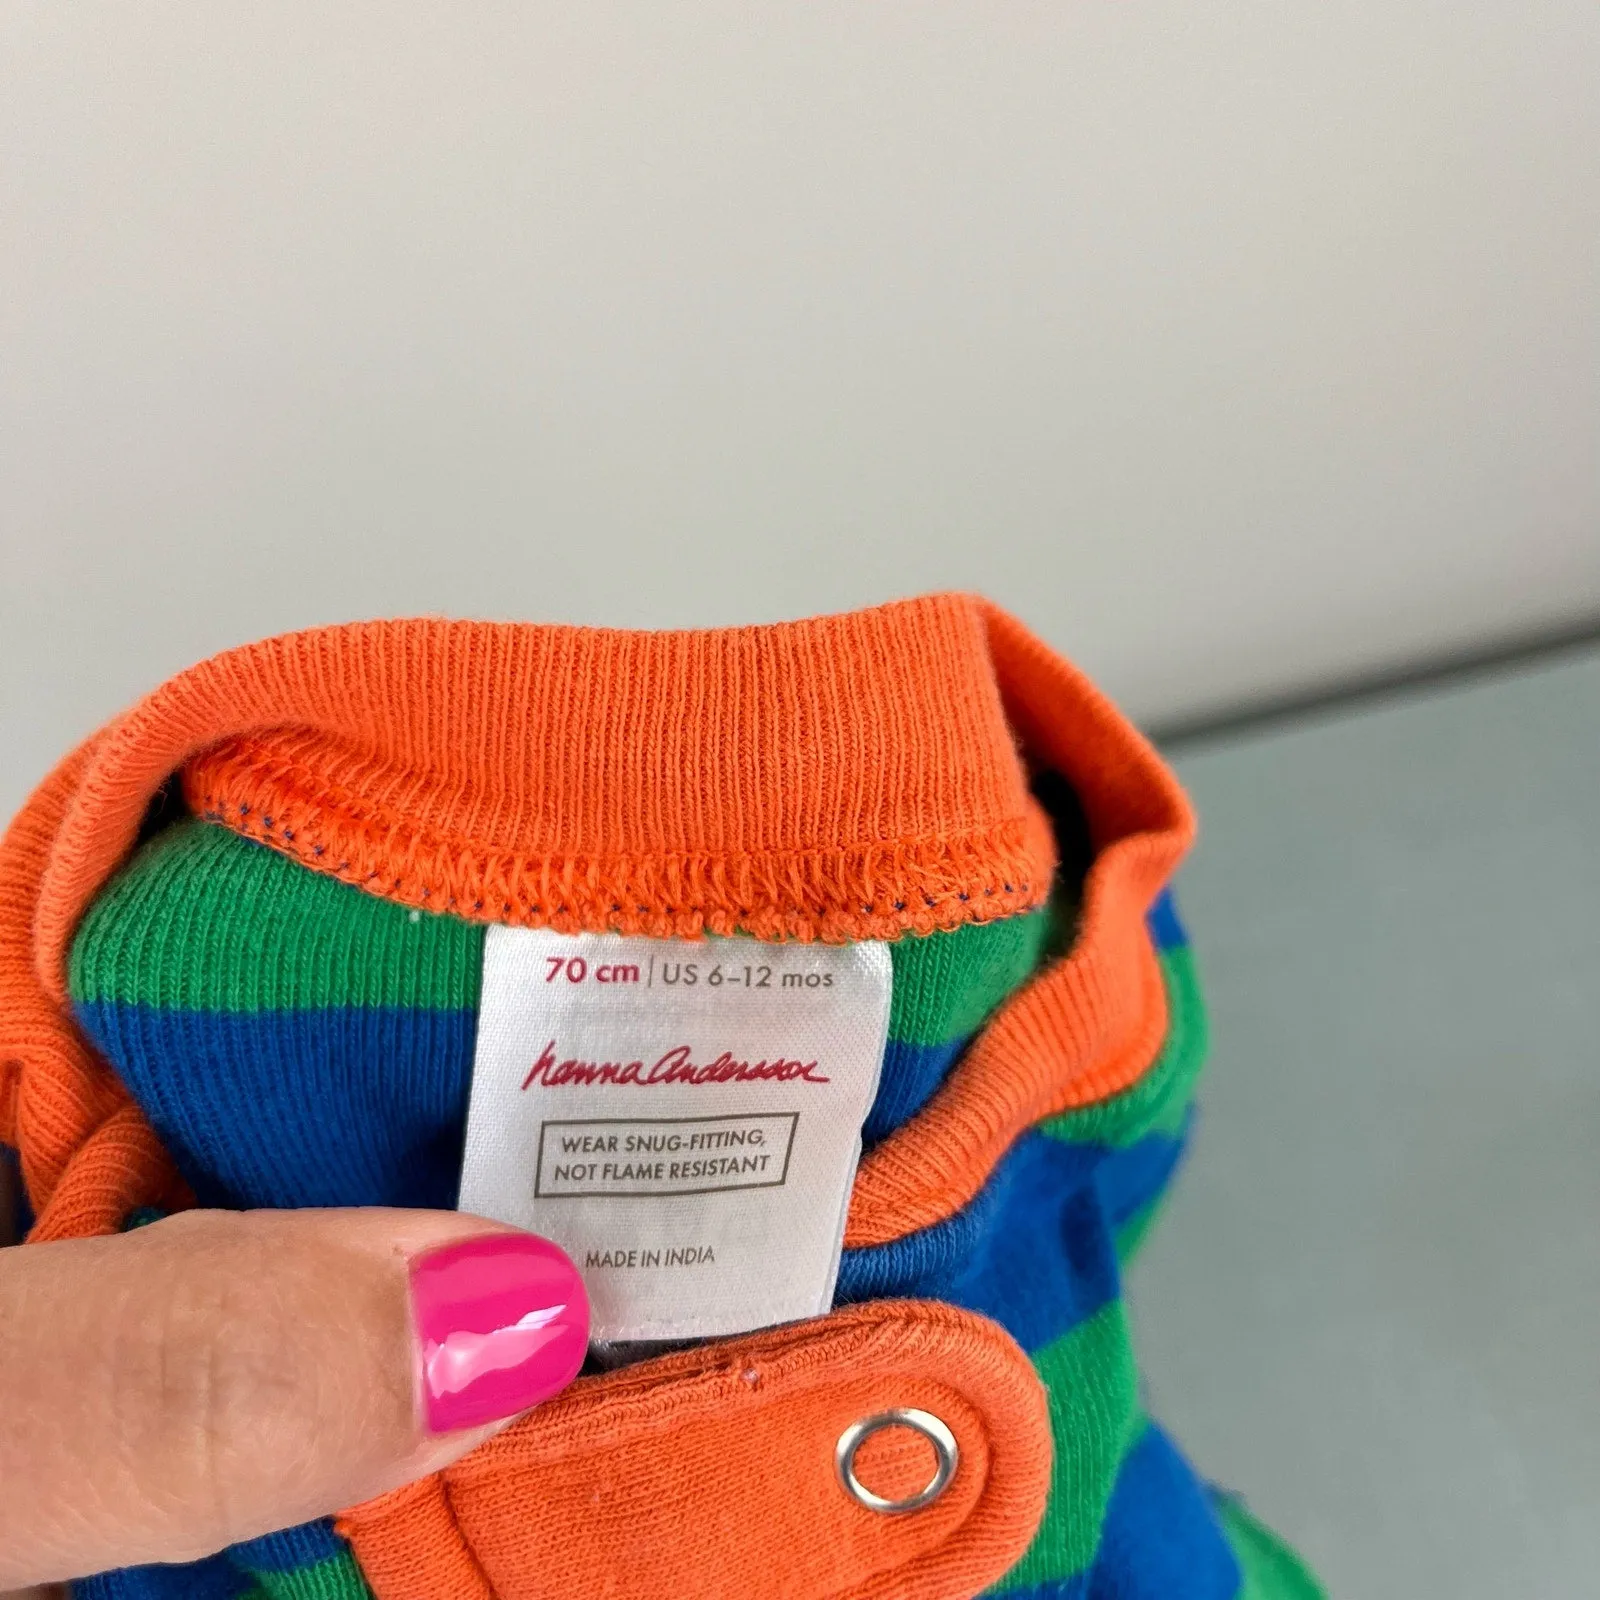 70 cm | US 6-12 mos
hanna Andersson
WEAR SNUG-FITTING,
NOT FLAME RESISTANT
MADE IN INDIA